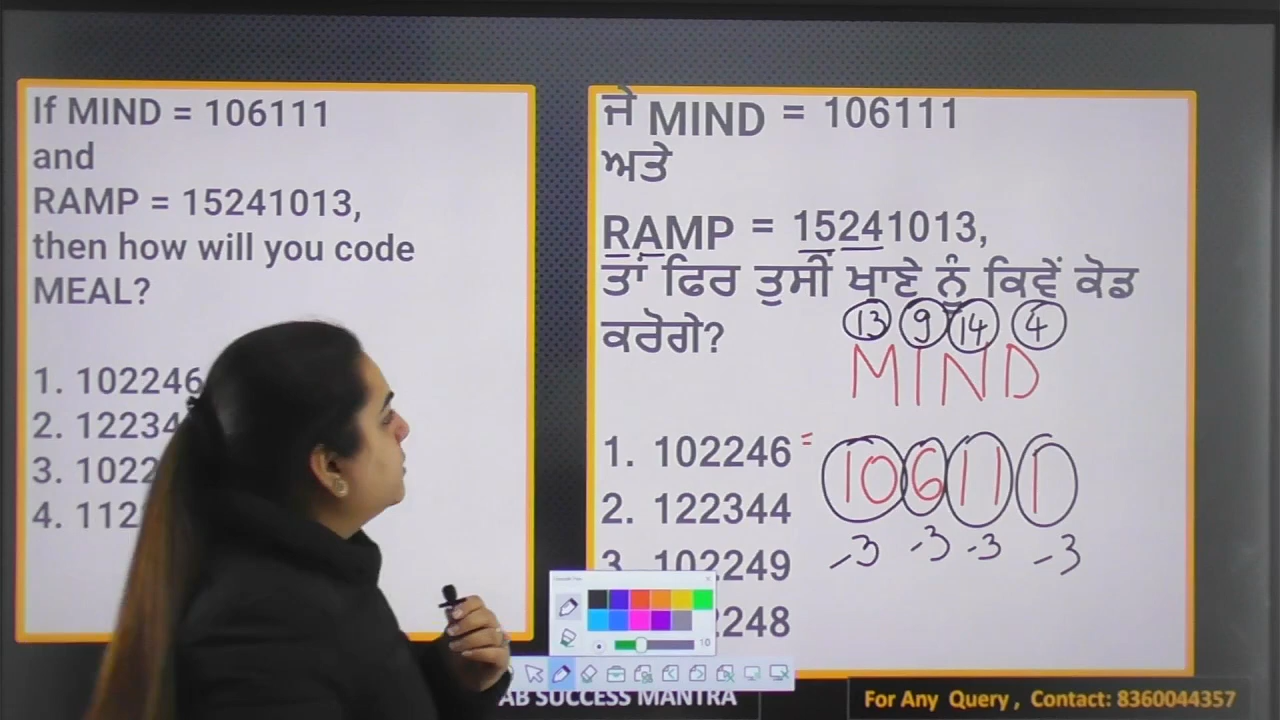 If MIND = 106111
and
RAMP = 15241013,
then how will you code
MEAL?
1. 102246
2. 12234
3. 1022
4. 112
ਜੇ MIND = 106111
ਅਤੇ
RAMP = 15241013,
ਤਾਂ ਫਿਰ ਤੁਸੀਂ ਖਾਣੇ ਨੂੰ ਕਿਵੇਂ ਕੋਡ
ਕਰੋਗੇ?
13 9 14 4
MIND
1. 102246 = 10 6 11 1
2. 122344
-3 -3 -3 -3
3. 102249
2248
10
AB SUCCESS MANTRA
For Any Query , Contact: 8360044357